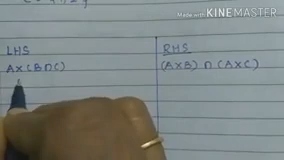 Made with KINEMASTER
LHS
A×(B∩C)
RHS
(A×B) ∩ (A×C)